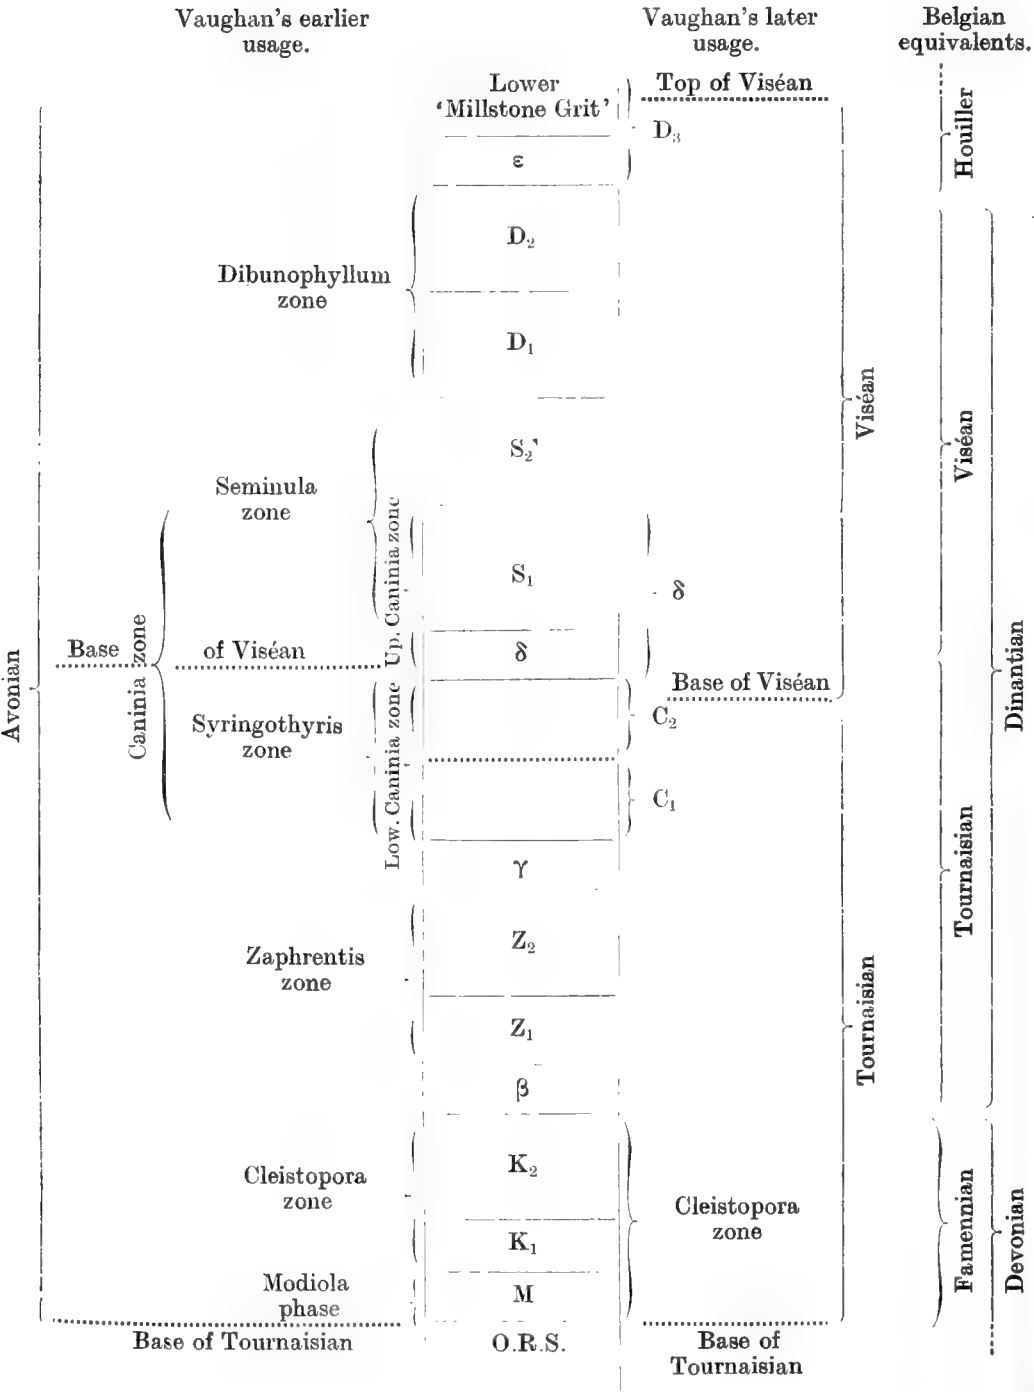 Vaughan's earlier
usage.
Vaughan's later
usage.
Belgian
equivalents.
Lower
'Millstone Grit'
Top of Viséan
D₃
ε
Houiller
D₂
Dibunophyllum
zone
D₁
Viséan
Viséan
S₂'
Seminula
zone
Up. Caninia zone
S₁
δ
Base of Viséan
Caninia zone
δ
Avonian
Dinantian
Base of Viséan
Syringothyris
zone
Low. Caninia zone
C₂
C₁
γ
Tournaisian
Z₂
Zaphrentis
zone
Z₁
Tournaisian
β
K₂
Cleistopora
zone
Cleistopora
zone
K₁
Famennian
Devonian
Modiola
phase
M
Base of Tournaisian
O.R.S.
Base of
Tournaisian